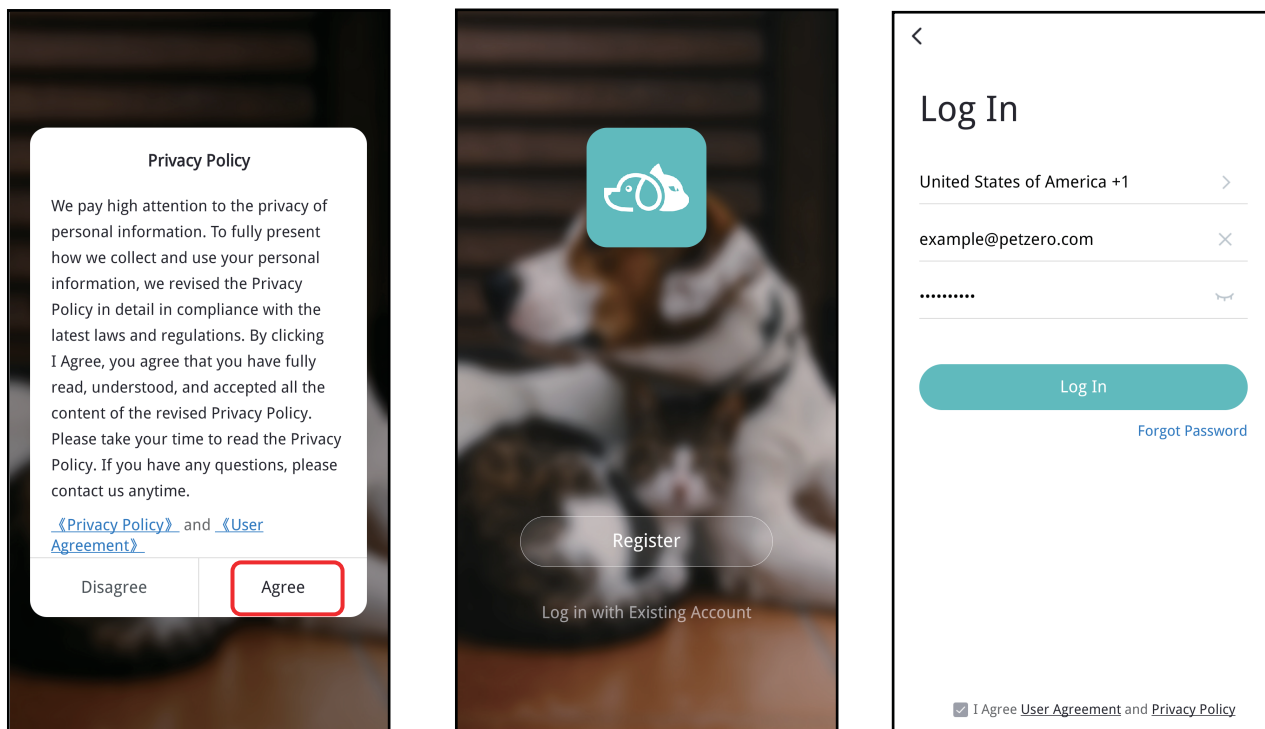 Privacy Policy
We pay high attention to the privacy of
personal information. To fully present
how we collect and use your personal
information, we revised the Privacy
Policy in detail in compliance with the
latest laws and regulations. By clicking
I Agree, you agree that you have fully
read, understood, and accepted all the
content of the revised Privacy Policy.
Please take your time to read the Privacy
Policy. If you have any questions, please
contact us anytime.
《Privacy Policy》 and 《User
Agreement》
Disagree
Agree
Register
Log in with Existing Account
Log In
United States of America +1
example@petzero.com
••••••••••
Log In
Forgot Password
I Agree User Agreement and Privacy Policy